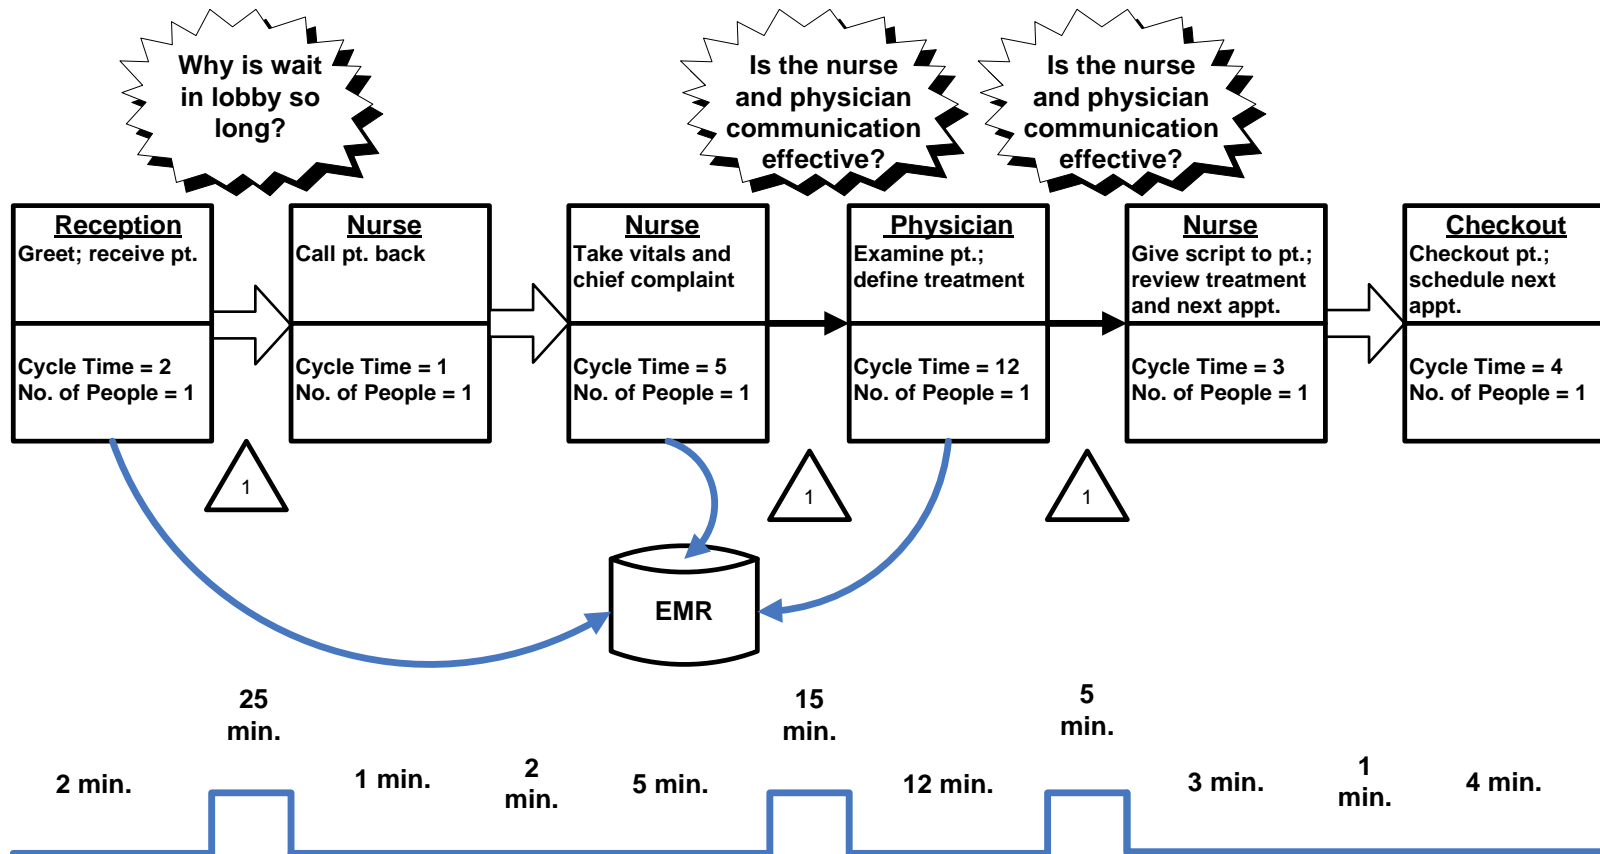 Why is wait
in lobby so
long?
Is the nurse
and physician
communication
effective?
Is the nurse
and physician
communication
effective?
Reception
Greet; receive pt.
Cycle Time = 2
No. of People = 1
Nurse
Call pt. back
Cycle Time = 1
No. of People = 1
Nurse
Take vitals and
chief complaint
Cycle Time = 5
No. of People = 1
Physician
Examine pt.;
define treatment
Cycle Time = 12
No. of People = 1
Nurse
Give script to pt.;
review treatment
and next appt.
Cycle Time = 3
No. of People = 1
Checkout
Checkout pt.;
schedule next
appt.
Cycle Time = 4
No. of People = 1
1
1
1
EMR
2 min.
25
min.
1 min.
2
min.
5 min.
15
min.
12 min.
5
min.
3 min.
1
min.
4 min.